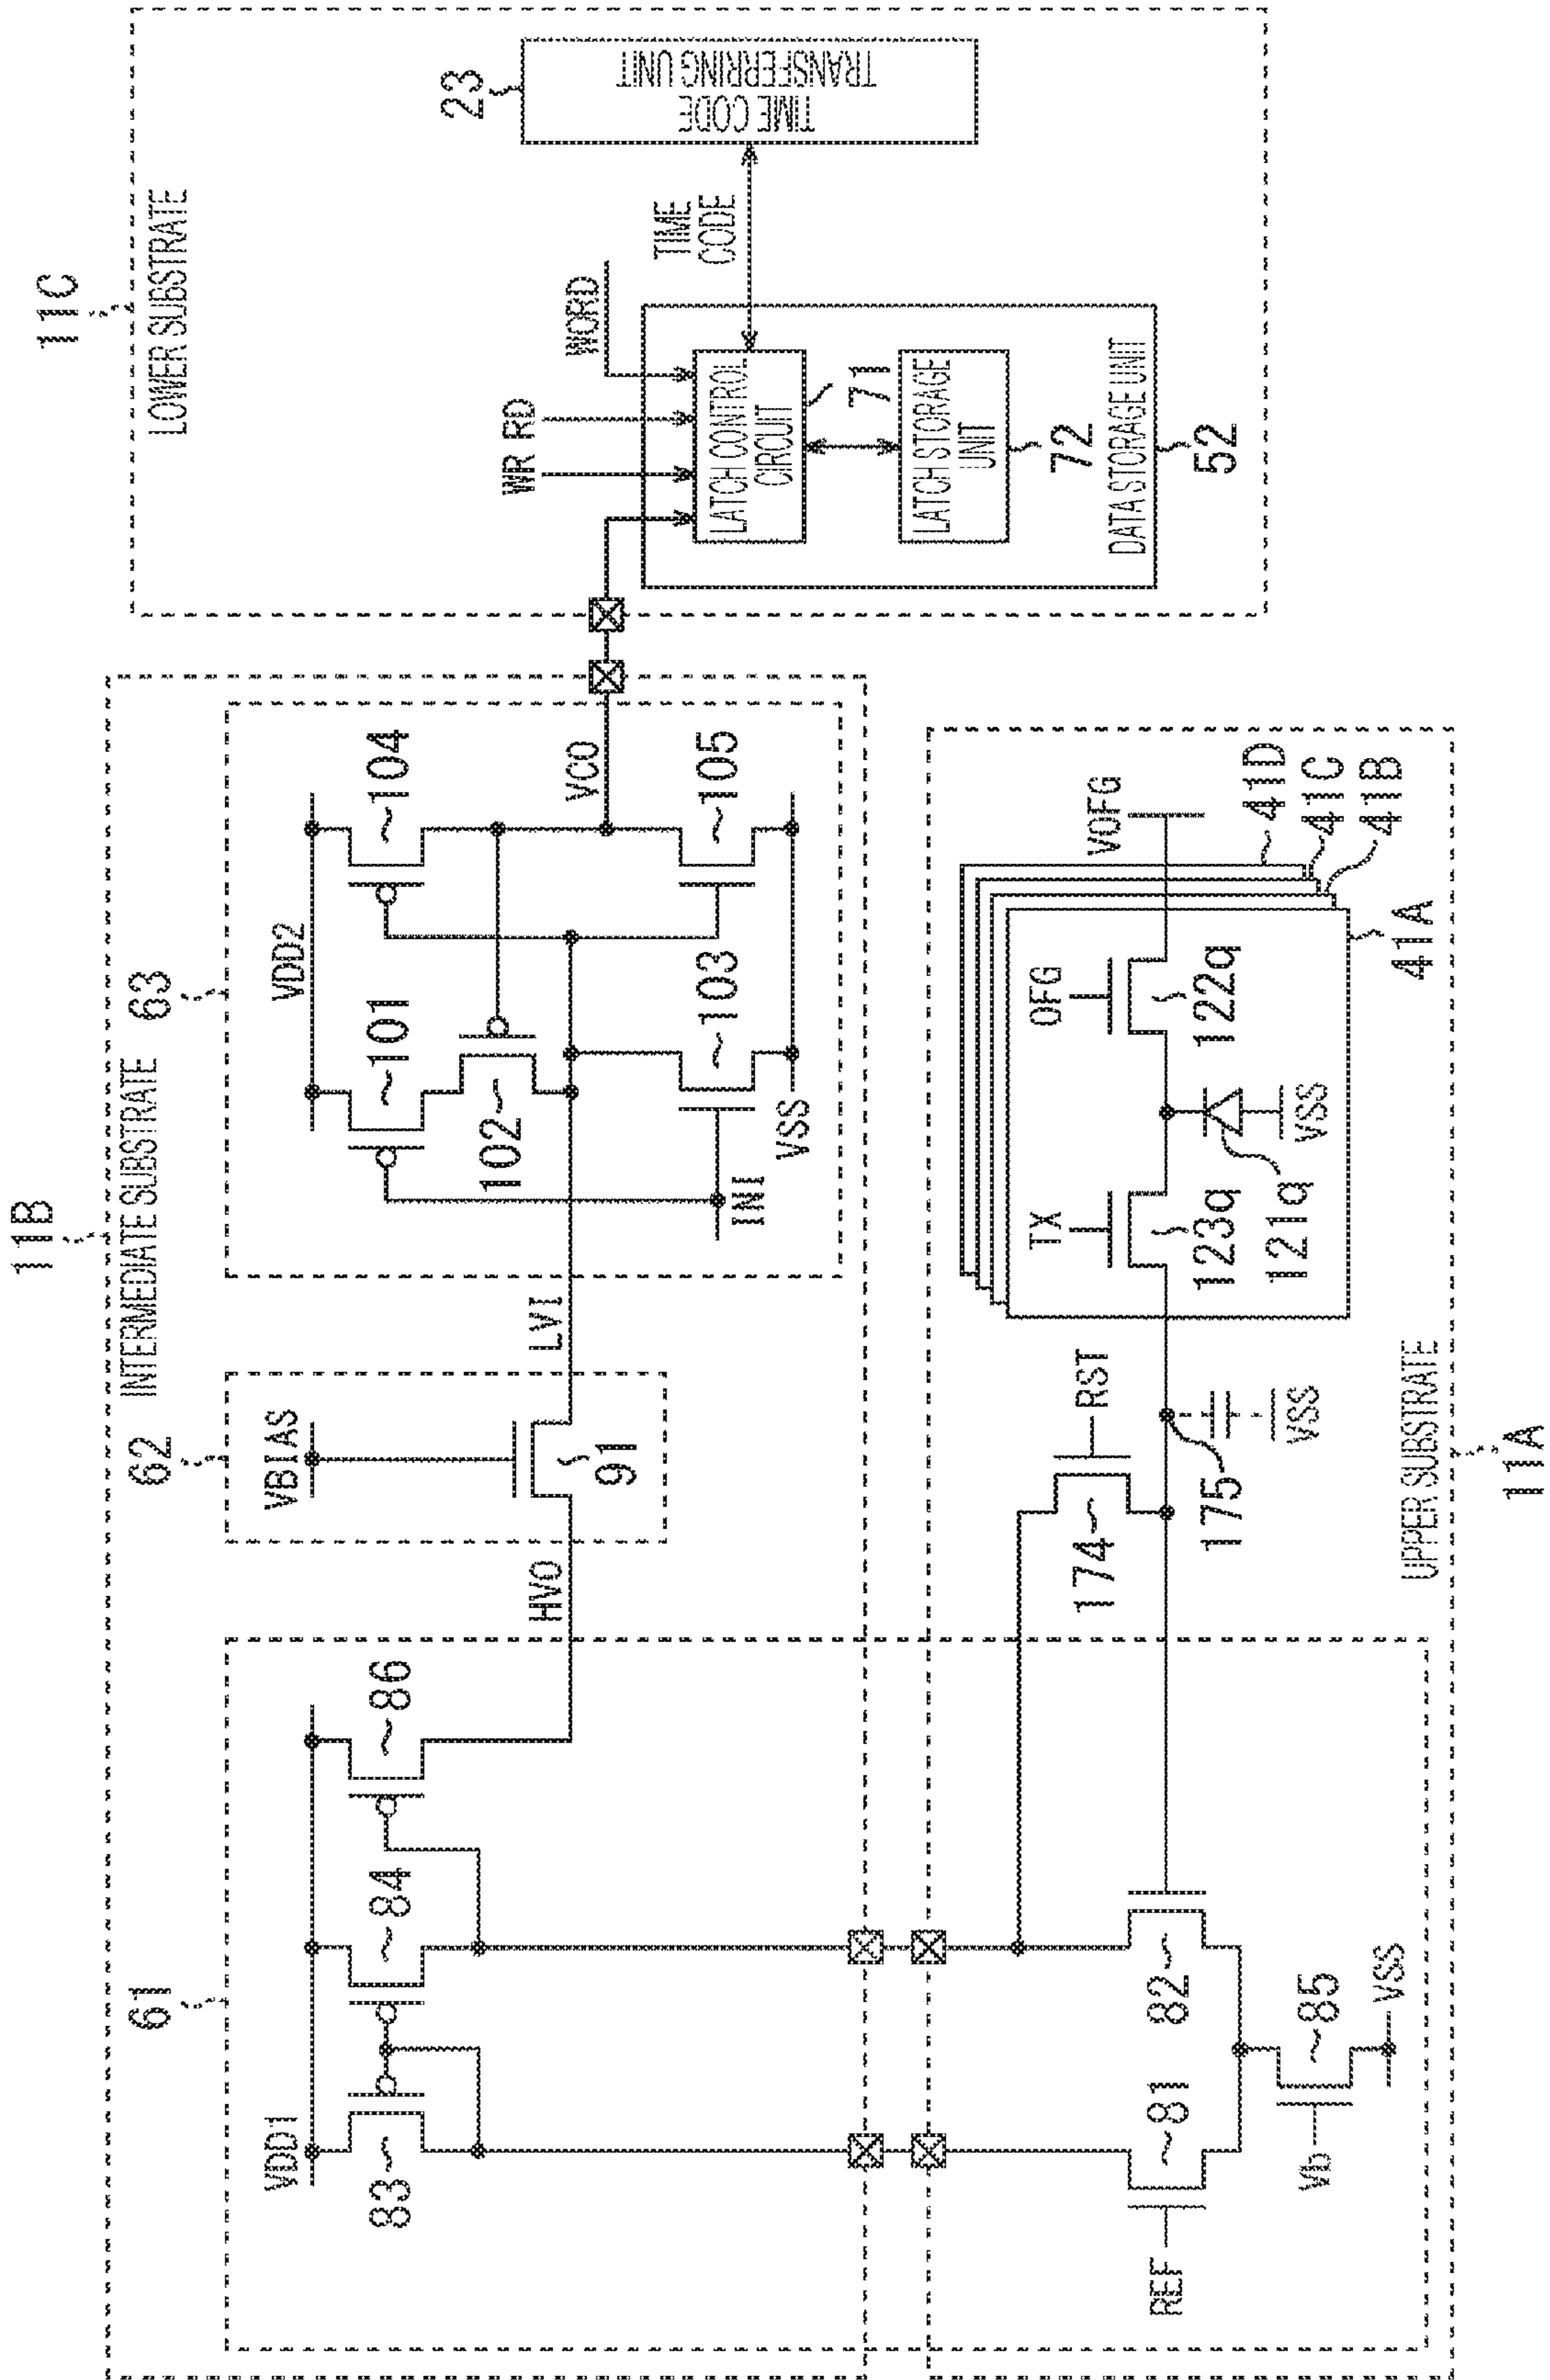 11B
INTERMEDIATE SUBSTRATE
61
62
63
VDD1
83
84
86
HVO
VBIAS
91
LVI
VDD2
101
102
103
104
105
INI
VSS
VCO
11C
LOWER SUBSTRATE
WR RD
WORD
TIME
CODE
23
TIME CODE
TRANSFERRING UNIT
LATCH CONTROL
CIRCUIT
71
LATCH STORAGE
UNIT
72
DATA STORAGE UNIT
52
REF
81
82
Vb
85
VSS
174
RST
175
VSS
TX
123q
121q
VSS
OFG
122q
VOFG
41D
41C
41B
41A
UPPER SUBSTRATE
11A